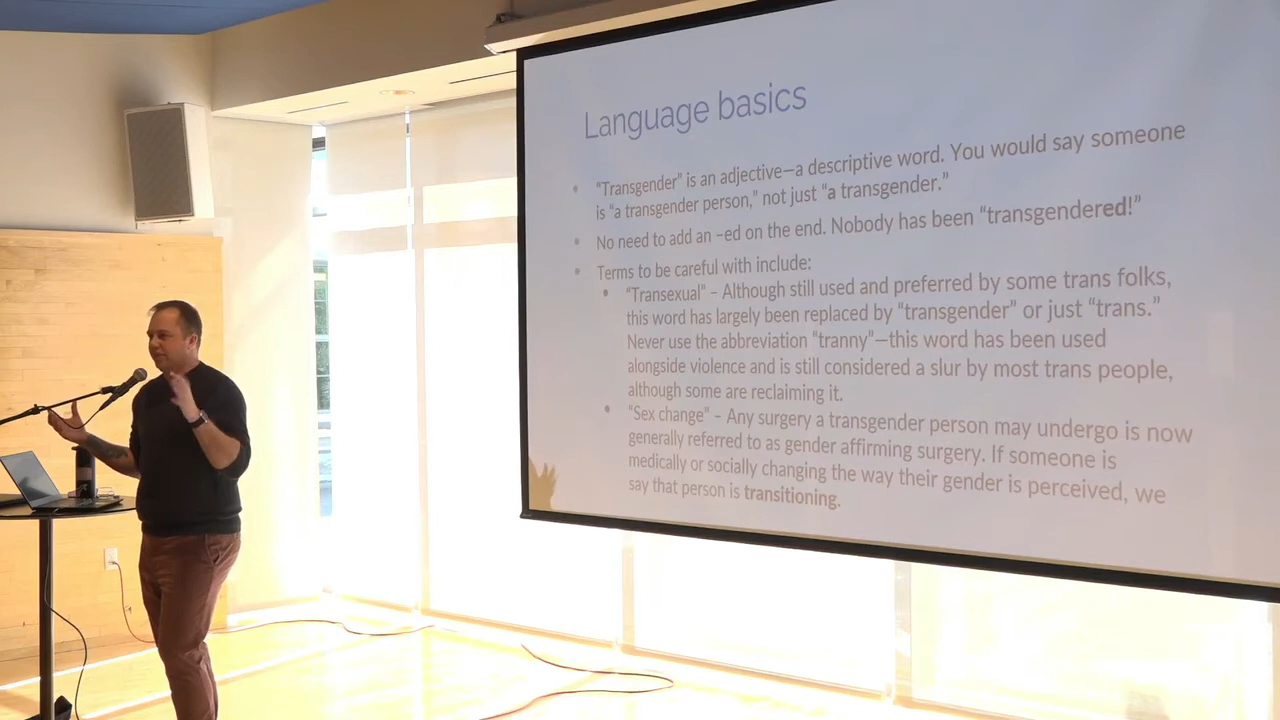 Language basics
"Transgender" is an adjective—a descriptive word. You would say someone
is "a transgender person," not just "a transgender."
No need to add an –ed on the end. Nobody has been "transgendered!"
Terms to be careful with include:
"Transexual" – Although still used and preferred by some trans folks,
this word has largely been replaced by "transgender" or just "trans."
Never use the abbreviation "tranny"—this word has been used
alongside violence and is still considered a slur by most trans people,
although some are reclaiming it.
"Sex change" – Any surgery a transgender person may undergo is now
generally referred to as gender affirming surgery. If someone is
medically or socially changing the way their gender is perceived, we
say that person is transitioning.